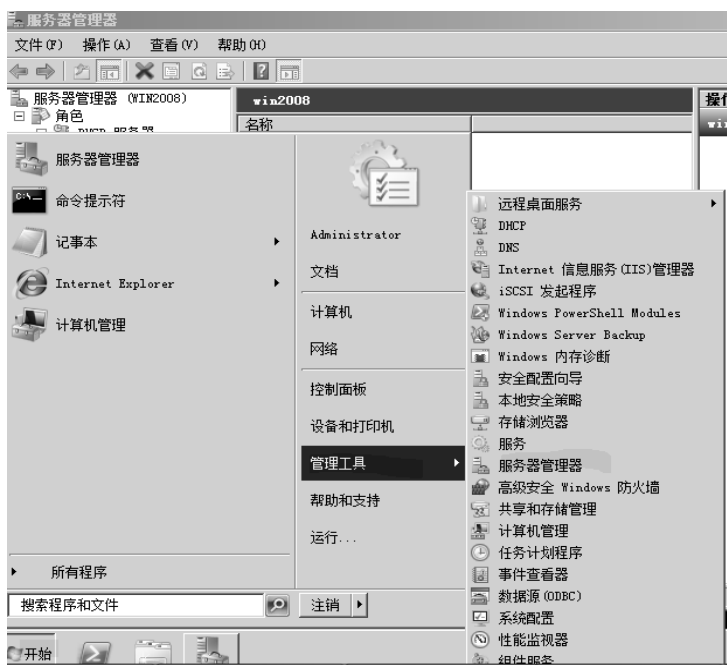 服务器管理器
文件(F) 操作(A) 查看(V) 帮助(H)
服务器管理器 (WIN2008)
角色
DHCP 服务器
win2008
名称
服务器管理器
命令提示符
记事本
Internet Explorer
计算机管理
所有程序
搜索程序和文件
Administrator
文档
计算机
网络
控制面板
设备和打印机
管理工具
帮助和支持
运行...
注销
远程桌面服务
DHCP
DNS
Internet 信息服务(IIS)管理器
iSCSI 发起程序
Windows PowerShell Modules
Windows Server Backup
Windows 内存诊断
安全配置向导
本地安全策略
存储浏览器
服务
服务器管理器
高级安全 Windows 防火墙
共享和存储管理
计算机管理
任务计划程序
事件查看器
数据源(ODBC)
系统配置
性能监视器
组件服务
开始